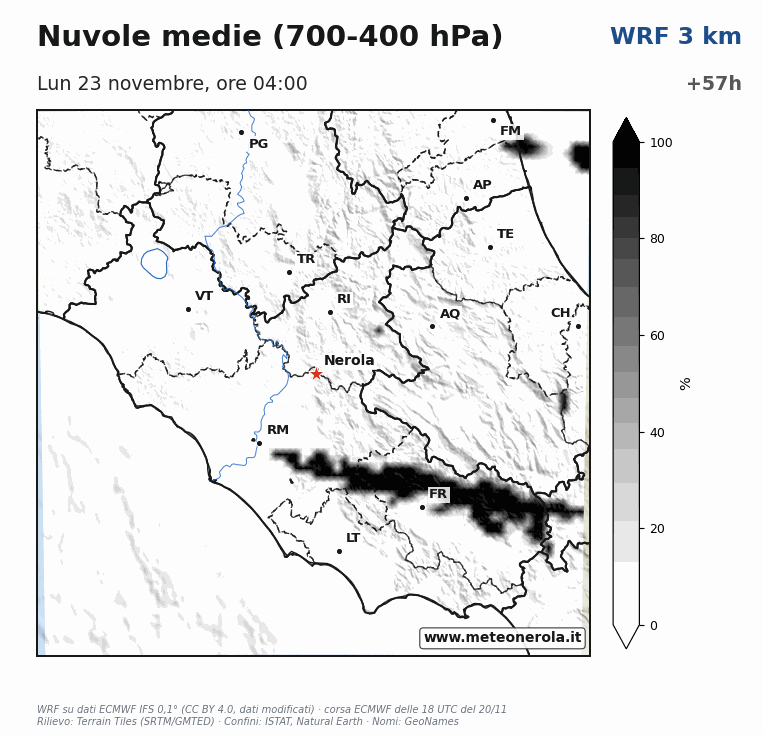 Nuvole medie (700-400 hPa)
WRF 3 km
Lun 23 novembre, ore 04:00
+57h
FM
PG
AP
TE
TR
VT
RI
AQ
CH
Nerola
RM
FR
LT
www.meteonerola.it
100
80
60
40
20
0
%
WRF su dati ECMWF IFS 0,1° (CC BY 4.0, dati modificati) · corsa ECMWF delle 18 UTC del 20/11
Rilievo: Terrain Tiles (SRTM/GMTED) · Confini: ISTAT, Natural Earth · Nomi: GeoNames